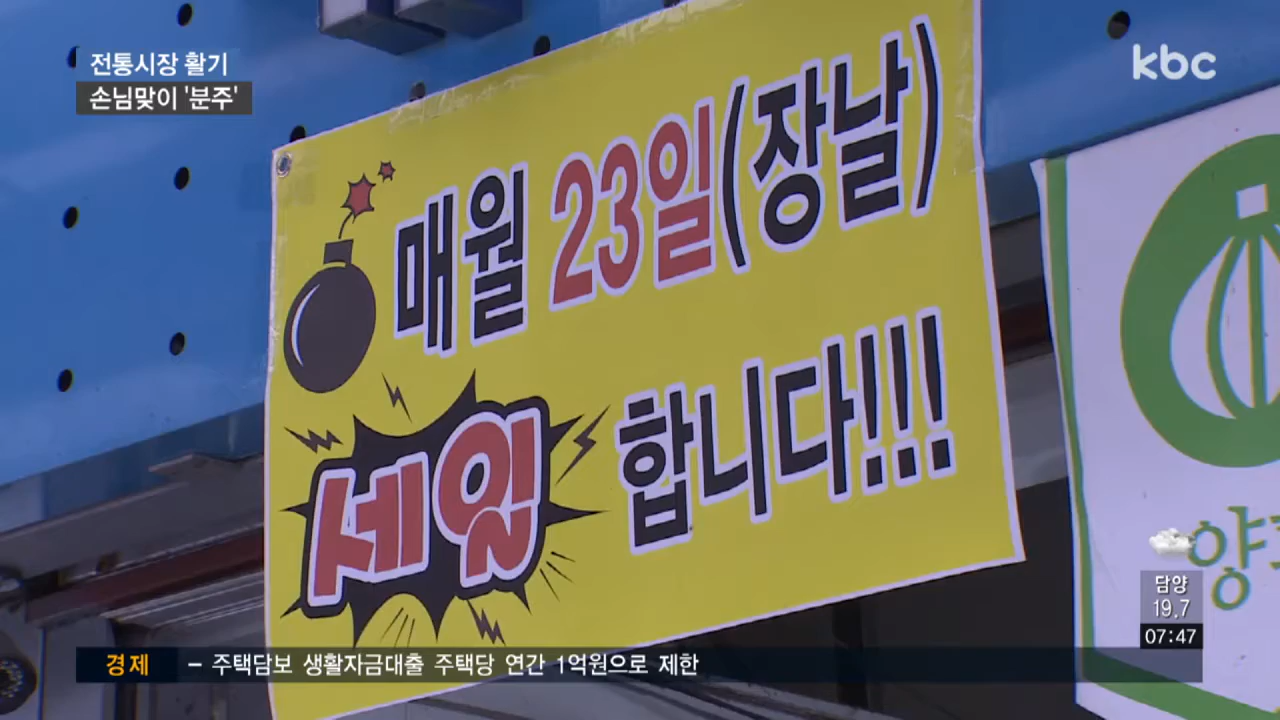 전통시장 활기
손님맞이 '분주'
kbc
매월 23일(장날)
세일 합니다!!!
양
담양
19.7
07:47
경제
- 주택담보 생활자금대출 주택당 연간 1억원으로 제한